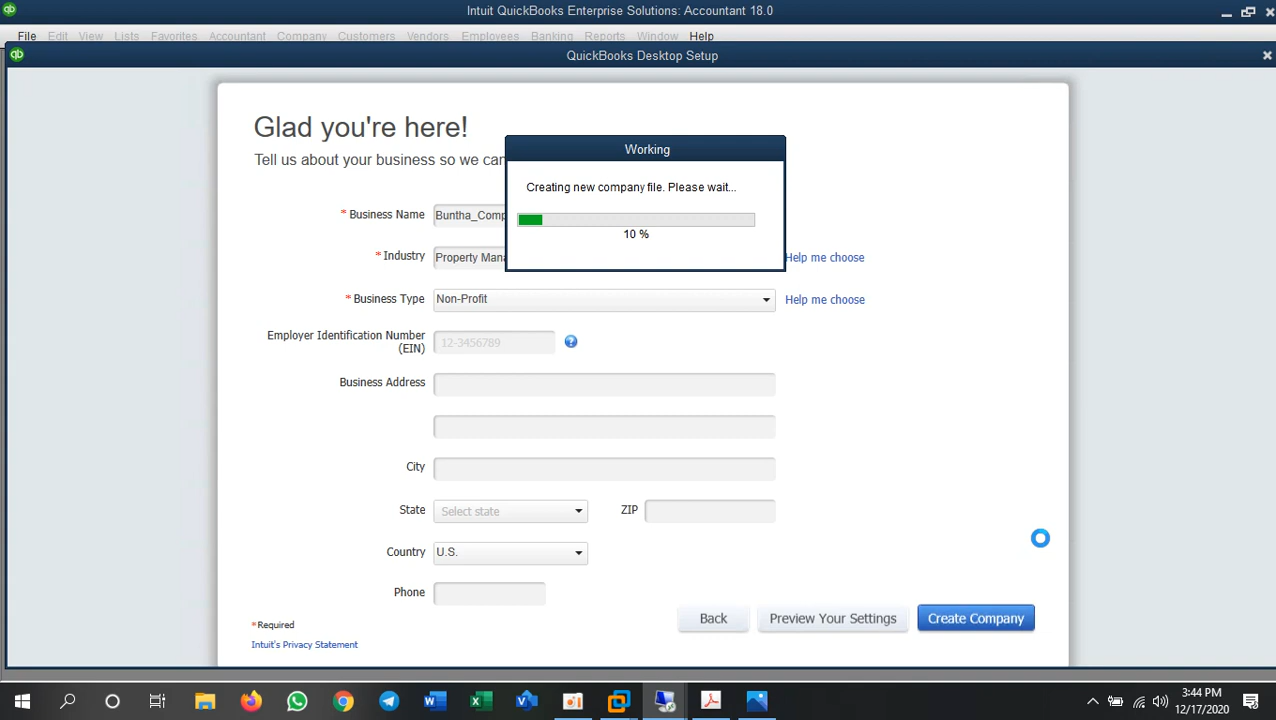 Intuit QuickBooks Enterprise Solutions: Accountant 18.0
File Edit View Lists Favorites Accountant Company Customers Vendors Employees Banking Reports Window Help
QuickBooks Desktop Setup
Glad you're here!
Tell us about your business so we can
Working
Creating new company file. Please wait...
10 %
* Business Name Buntha_Comp
* Industry Property Mana Help me choose
* Business Type Non-Profit Help me choose
Employer Identification Number
(EIN) 12-3456789
Business Address
City
State Select state ZIP
Country U.S.
Phone
Back Preview Your Settings Create Company
*Required
Intuit's Privacy Statement
3:44 PM
12/17/2020